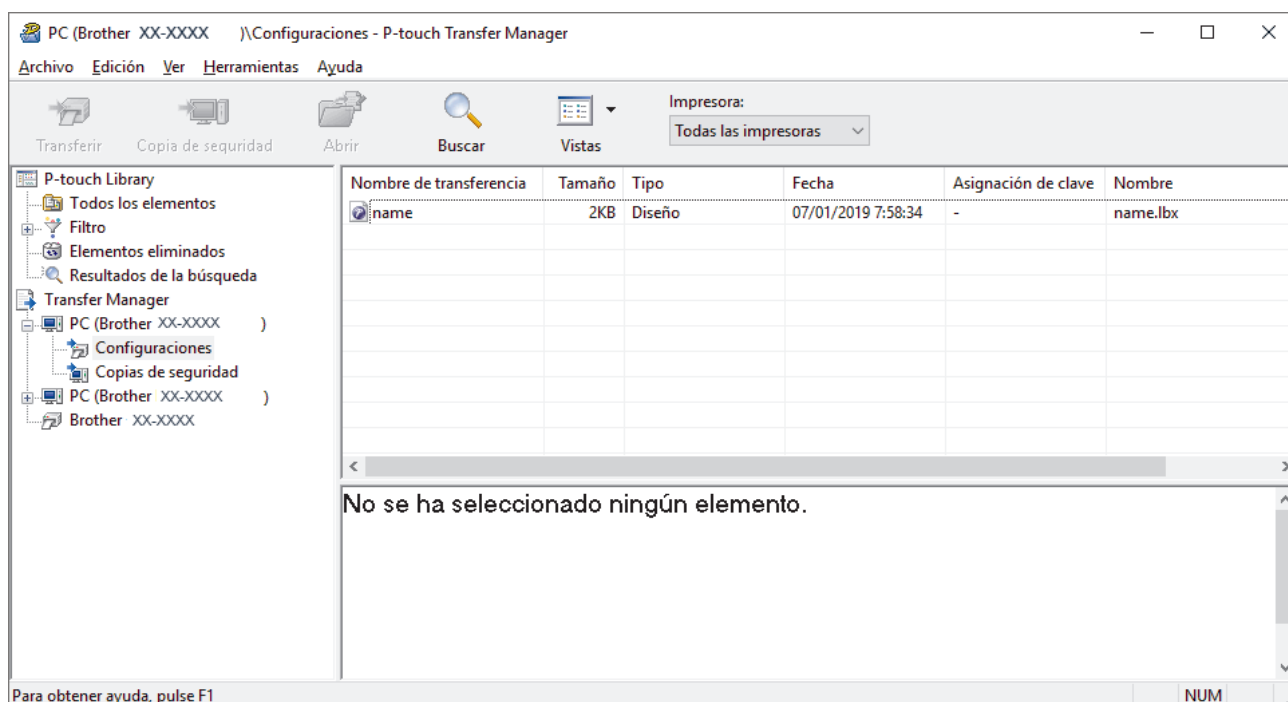 PC (Brother XX-XXXX )\Configuraciones - P-touch Transfer Manager
Archivo Edición Ver Herramientas Ayuda
Transferir Copia de seguridad Abrir Buscar Vistas
Impresora:
Todas las impresoras
P-touch Library
Todos los elementos
Filtro
Elementos eliminados
Resultados de la búsqueda
Transfer Manager
PC (Brother XX-XXXX )
Configuraciones
Copias de seguridad
PC (Brother XX-XXXX )
Brother XX-XXXX
Nombre de transferencia Tamaño Tipo Fecha Asignación de clave Nombre
name 2KB Diseño 07/01/2019 7:58:34 - name.lbx
No se ha seleccionado ningún elemento.
Para obtener ayuda, pulse F1 NUM